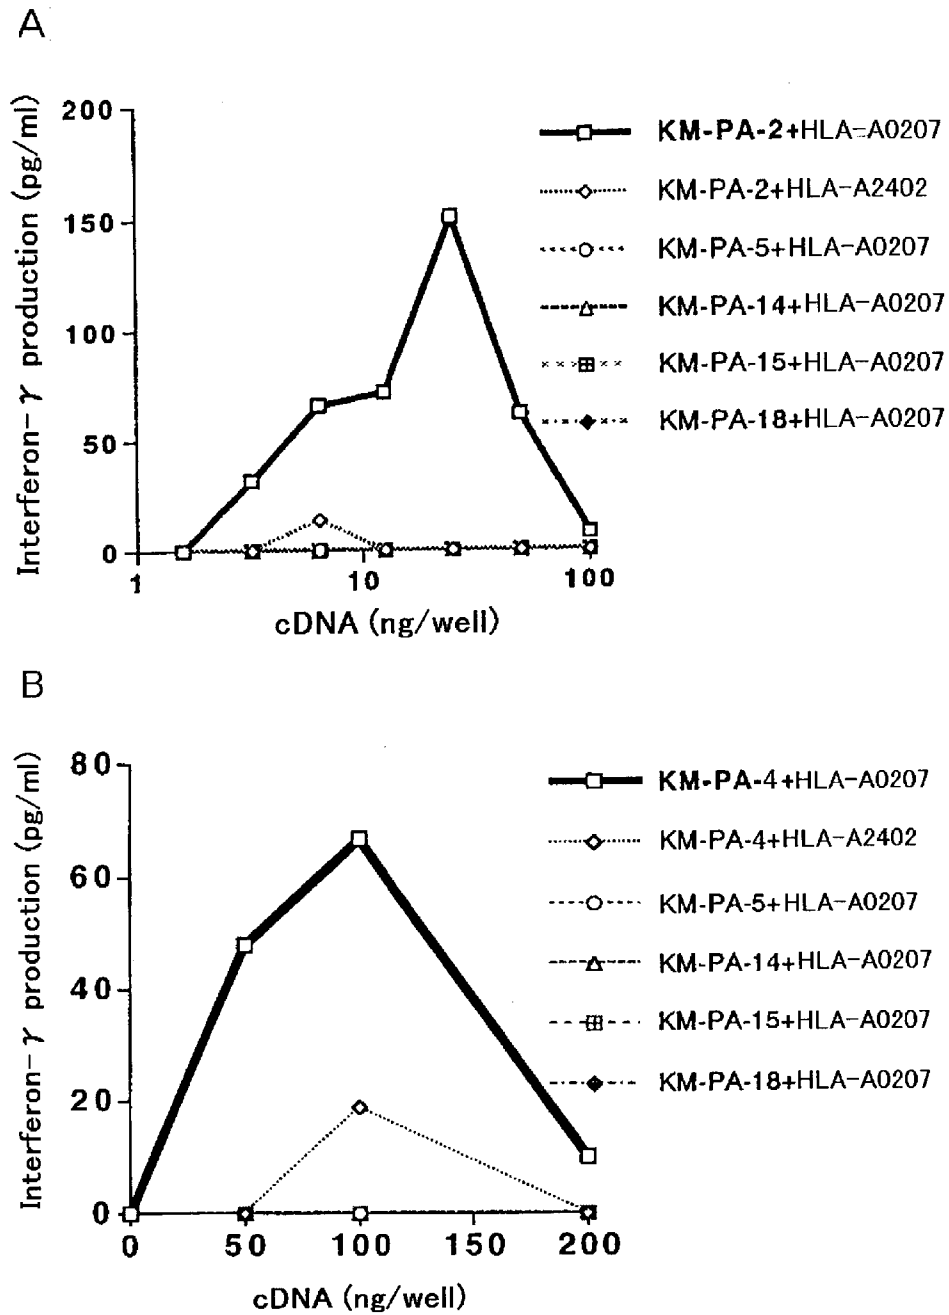 A
Interferon-γ production (pg/ml)
200
150
100
50
0
1
10
100
cDNA (ng/well)
KM-PA-2+HLA-A0207
KM-PA-2+HLA-A2402
KM-PA-5+HLA-A0207
KM-PA-14+HLA-A0207
KM-PA-15+HLA-A0207
KM-PA-18+HLA-A0207
B
Interferon-γ production (pg/ml)
80
60
40
20
0
0
50
100
150
200
cDNA (ng/well)
KM-PA-4+HLA-A0207
KM-PA-4+HLA-A2402
KM-PA-5+HLA-A0207
KM-PA-14+HLA-A0207
KM-PA-15+HLA-A0207
KM-PA-18+HLA-A0207